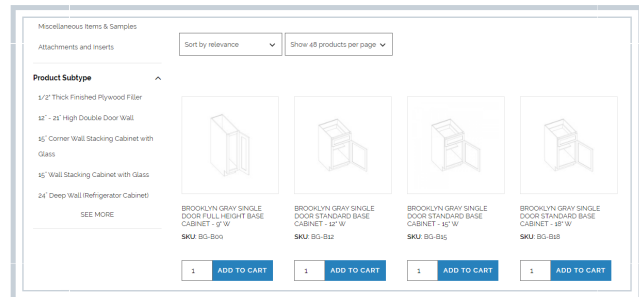 Miscellaneous Items & Samples
Attachments and Inserts
Sort by relevance
Show 48 products per page
Product Subtype
1/2" Thick Finished Plywood Filler
12" - 21" High Double Door Wall
15" Corner Wall Stacking Cabinet with
Glass
15" Wall Stacking Cabinet with Glass
24" Deep Wall (Refrigerator Cabinet)
SEE MORE
BROOKLYN GRAY SINGLE
DOOR FULL HEIGHT BASE
CABINET - 9" W
SKU: BG-B09
1
ADD TO CART
BROOKLYN GRAY SINGLE
DOOR STANDARD BASE
CABINET - 12" W
SKU: BG-B12
1
ADD TO CART
BROOKLYN GRAY SINGLE
DOOR STANDARD BASE
CABINET - 15" W
SKU: BG-B15
1
ADD TO CART
BROOKLYN GRAY SINGLE
DOOR STANDARD BASE
CABINET - 18" W
SKU: BG-B18
1
ADD TO CART